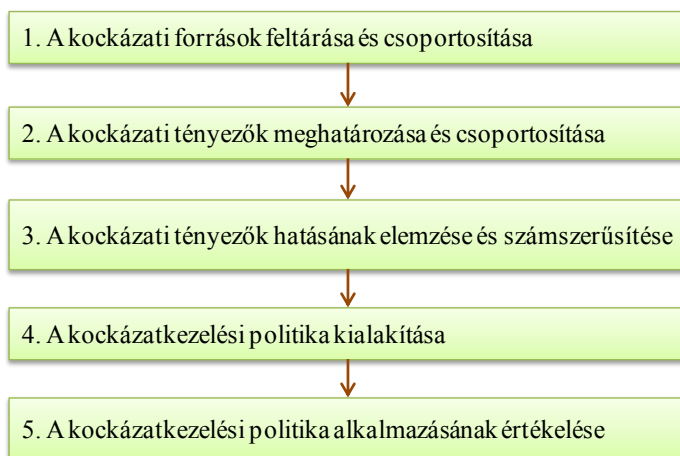 1. A kockázati források feltárása és csoportosítása
2. A kockázati tényezők meghatározása és csoportosítása
3. A kockázati tényezők hatásának elemzése és számszerűsítése
4. A kockázatkezelési politika kialakítása
5. A kockázatkezelési politika alkalmazásának értékelése